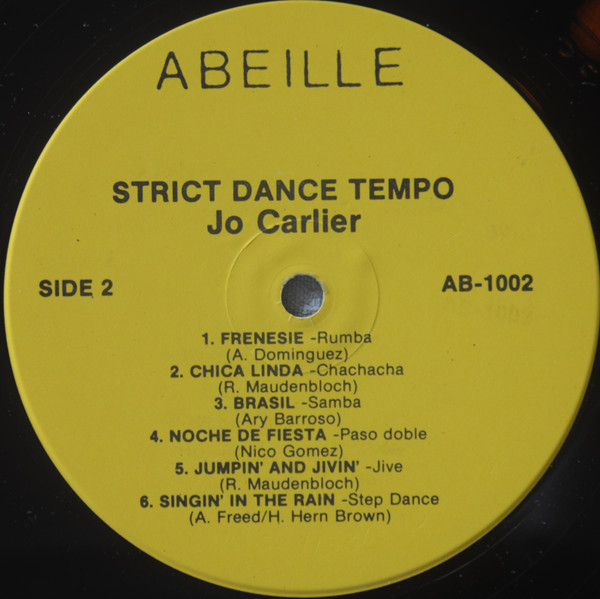 ABEILLE
STRICT DANCE TEMPO
Jo Carlier
SIDE 2
AB-1002
1. FRENESIE -Rumba
(A. Dominguez)
2. CHICA LINDA -Chachacha
(R. Maudenbloch)
3. BRASIL -Samba
(Ary Barroso)
4. NOCHE DE FIESTA -Paso doble
(Nico Gomez)
5. JUMPIN' AND JIVIN' -Jive
(R. Maudenbloch)
6. SINGIN' IN THE RAIN -Step Dance
(A. Freed/H. Hern Brown)